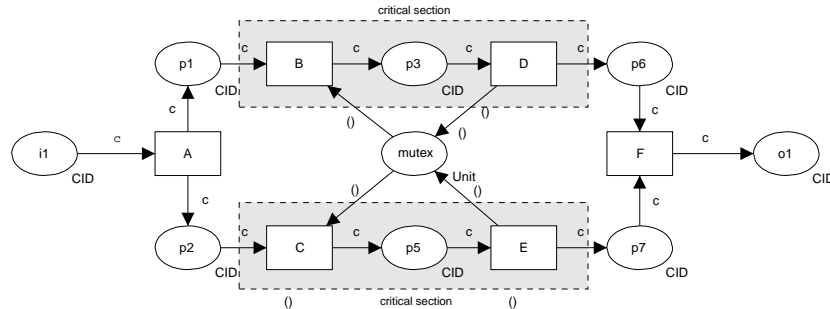 critical section
c c c c
p1 B p3 D p6
CID CID CID
c () () () c
i1 c A mutex F c o1
CID Unit CID
c () () c
c c c c
p2 C p5 E p7
CID CID CID
() critical section ()